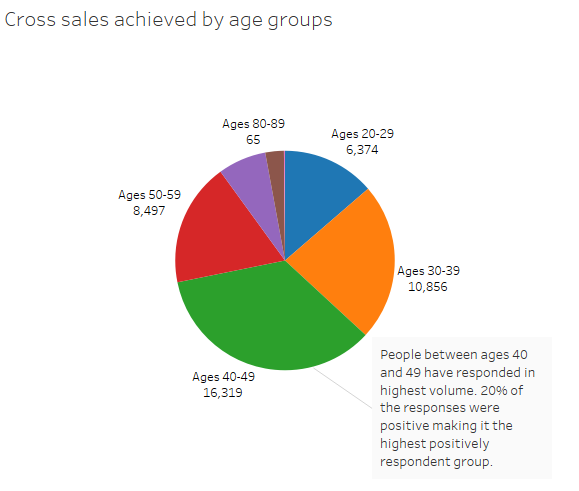 Cross sales achieved by age groups
Ages 80-89
65
Ages 20-29
6,374
Ages 50-59
8,497
Ages 30-39
10,856
Ages 40-49
16,319
People between ages 40
and 49 have responded in
highest volume. 20% of
the responses were
positive making it the
highest positively
respondent group.